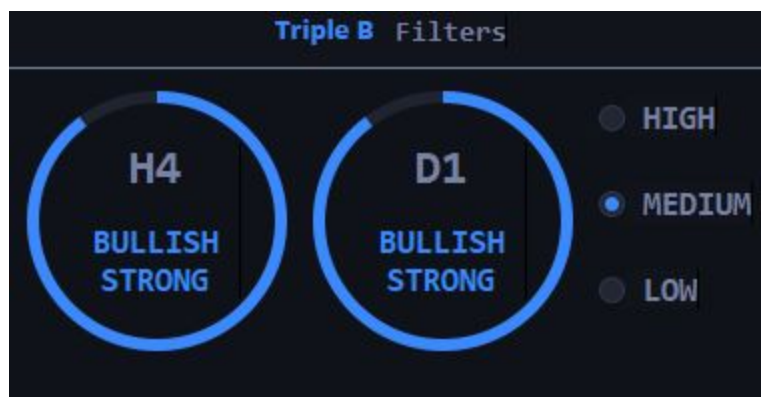 Triple B Filters
H4
BULLISH
STRONG
D1
BULLISH
STRONG
HIGH
MEDIUM
LOW